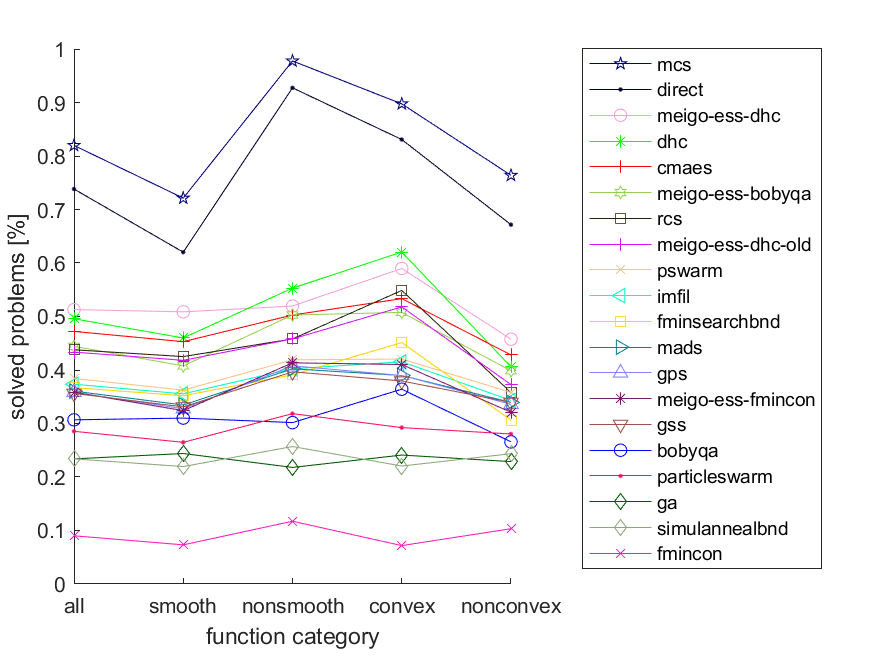 1
0.9
0.8
0.7
0.6
0.5
0.4
0.3
0.2
0.1
0
solved problems [%]
all smooth nonsmooth convex nonconvex
function category
mcs
direct
meigo-ess-dhc
dhc
cmaes
meigo-ess-bobyqa
rcs
meigo-ess-dhc-old
pswarm
imfil
fminsearchbnd
mads
gps
meigo-ess-fmincon
gss
bobyqa
particleswarm
ga
simulannealbnd
fmincon